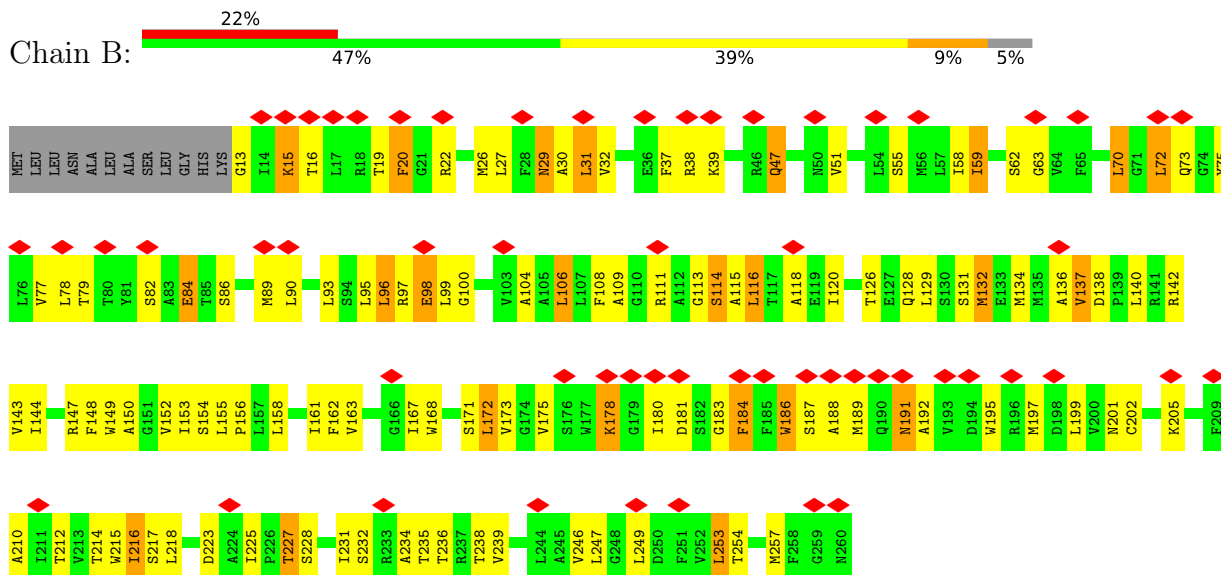 22%
Chain B:
47% 39% 9% 5%
MET LEU LEU ASN ALA LEU ALA SER LEU GLY HIS LYS G13 I14 K15 T16 L17 R18 T19 F20 G21 R22 M26 L27 F28 N29 A30 L31 V32 E36 F37 R38 K39 R46 Q47 N50 V51 L54 S55 M56 L57 I58 I59 S62 G63 V64 F65 L70 G71 L72 Q73 G74 Y75
L76 V77 L78 T79 T80 Y81 S82 A83 E84 T85 S86 M89 L90 L93 S94 L95 L96 R97 E98 L99 G100 V103 A104 A105 L106 L107 F108 A109 G110 R111 A112 G113 S114 A115 L116 T117 A118 E119 I120 T126 E127 Q128 L129 S130 S131 M132 E133 M134 M135 A136 V137 D138 P139 L140 R141 R142
V143 I144 R147 F148 W149 A150 G151 V152 I153 S154 L155 P156 L157 L158 I161 F162 V163 G166 I167 W168 S171 L172 V173 G174 V175 S176 W177 K178 G179 I180 D181 S182 G183 F184 F185 W186 S187 A188 M189 Q190 N191 A192 V193 D194 W195 R196 M197 D198 L199 V200 N201 C202 K205 F209
A210 I211 T212 V213 T214 W215 I216 S217 L218 D223 A224 I225 P226 T227 S228 I231 S232 R233 A234 T235 T236 R237 T238 V239 L244 A245 V246 L247 G248 L249 D250 F251 V252 L253 T254 M257 F258 G259 N260